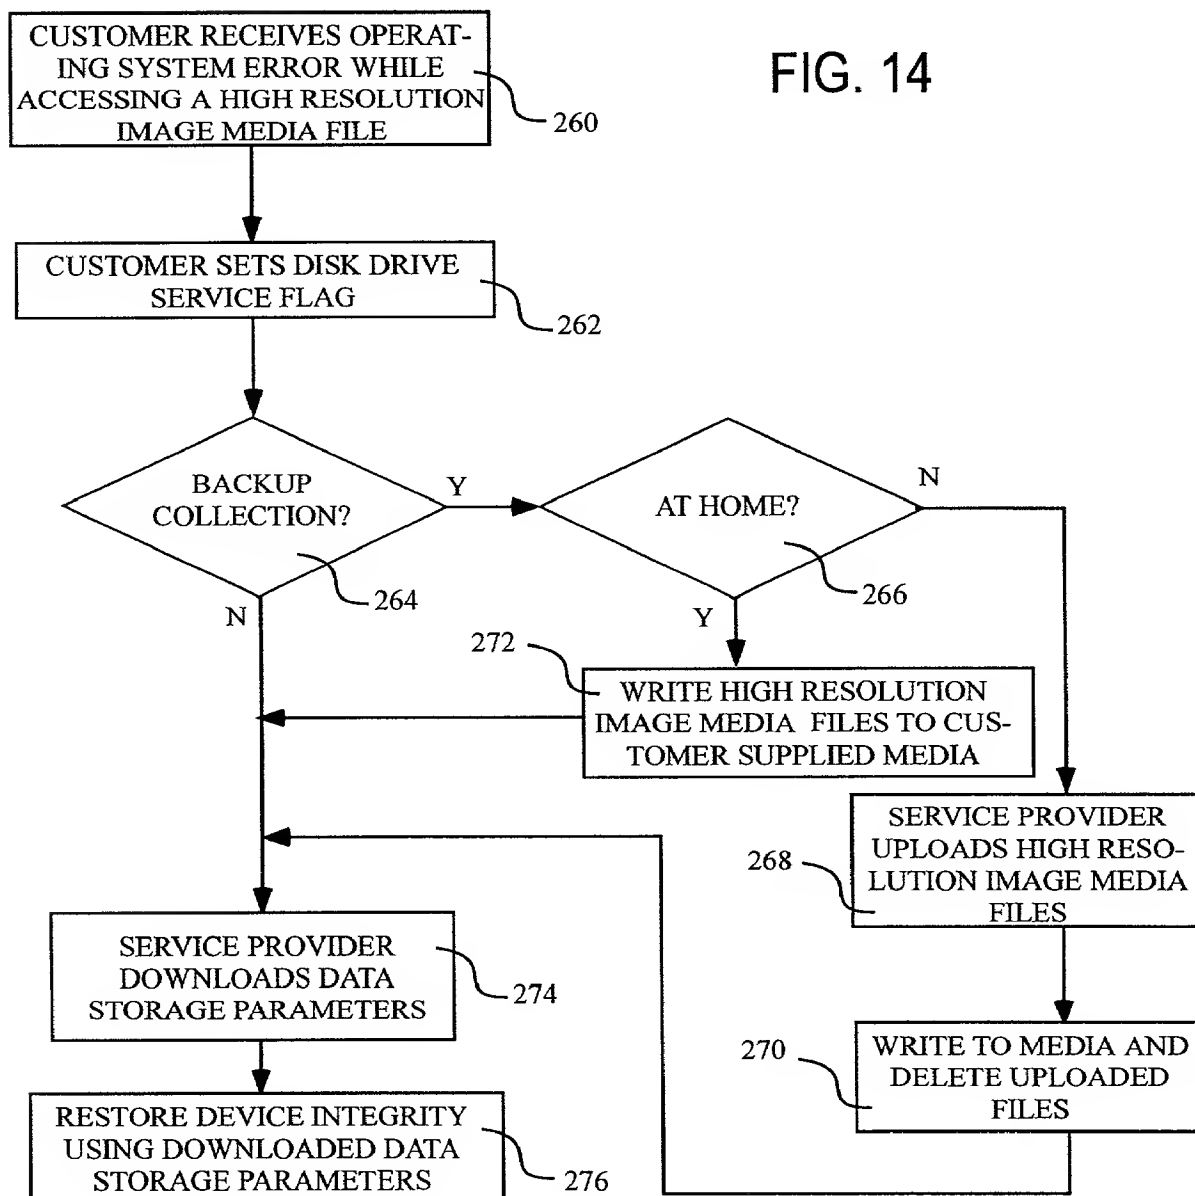 CUSTOMER RECEIVES OPERAT-
ING SYSTEM ERROR WHILE
ACCESSING A HIGH RESOLUTION
IMAGE MEDIA FILE
260
FIG. 14
CUSTOMER SETS DISK DRIVE
SERVICE FLAG
262
BACKUP
COLLECTION?
264
Y
N
AT HOME?
266
N
Y
272
WRITE HIGH RESOLUTION
IMAGE MEDIA FILES TO CUS-
TOMER SUPPLIED MEDIA
SERVICE PROVIDER
UPLOADS HIGH RESO-
LUTION IMAGE MEDIA
FILES
268
270
WRITE TO MEDIA AND
DELETE UPLOADED
FILES
SERVICE PROVIDER
DOWNLOADS DATA
STORAGE PARAMETERS
274
RESTORE DEVICE INTEGRITY
USING DOWNLOADED DATA
STORAGE PARAMETERS
276